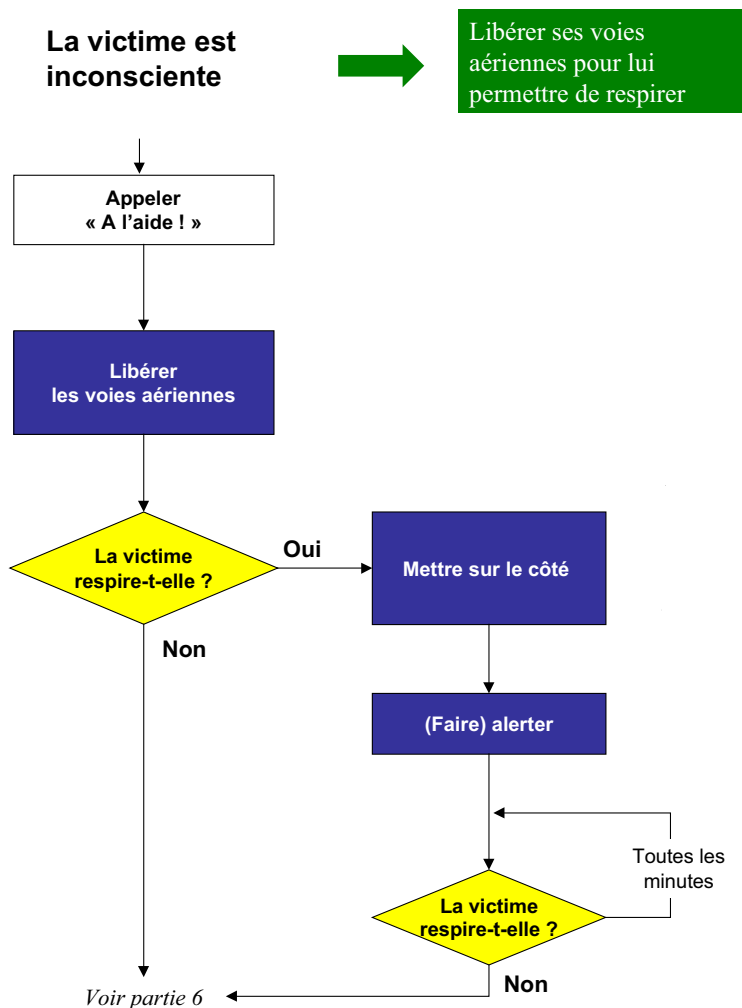 La victime est
inconsciente
Libérer ses voies
aériennes pour lui
permettre de respirer
Appeler
« A l’aide ! »
Libérer
les voies aériennes
La victime
respire-t-elle ?
Oui
Mettre sur le côté
Non
(Faire) alerter
Toutes les
minutes
La victime
respire-t-elle ?
Non
Voir partie 6